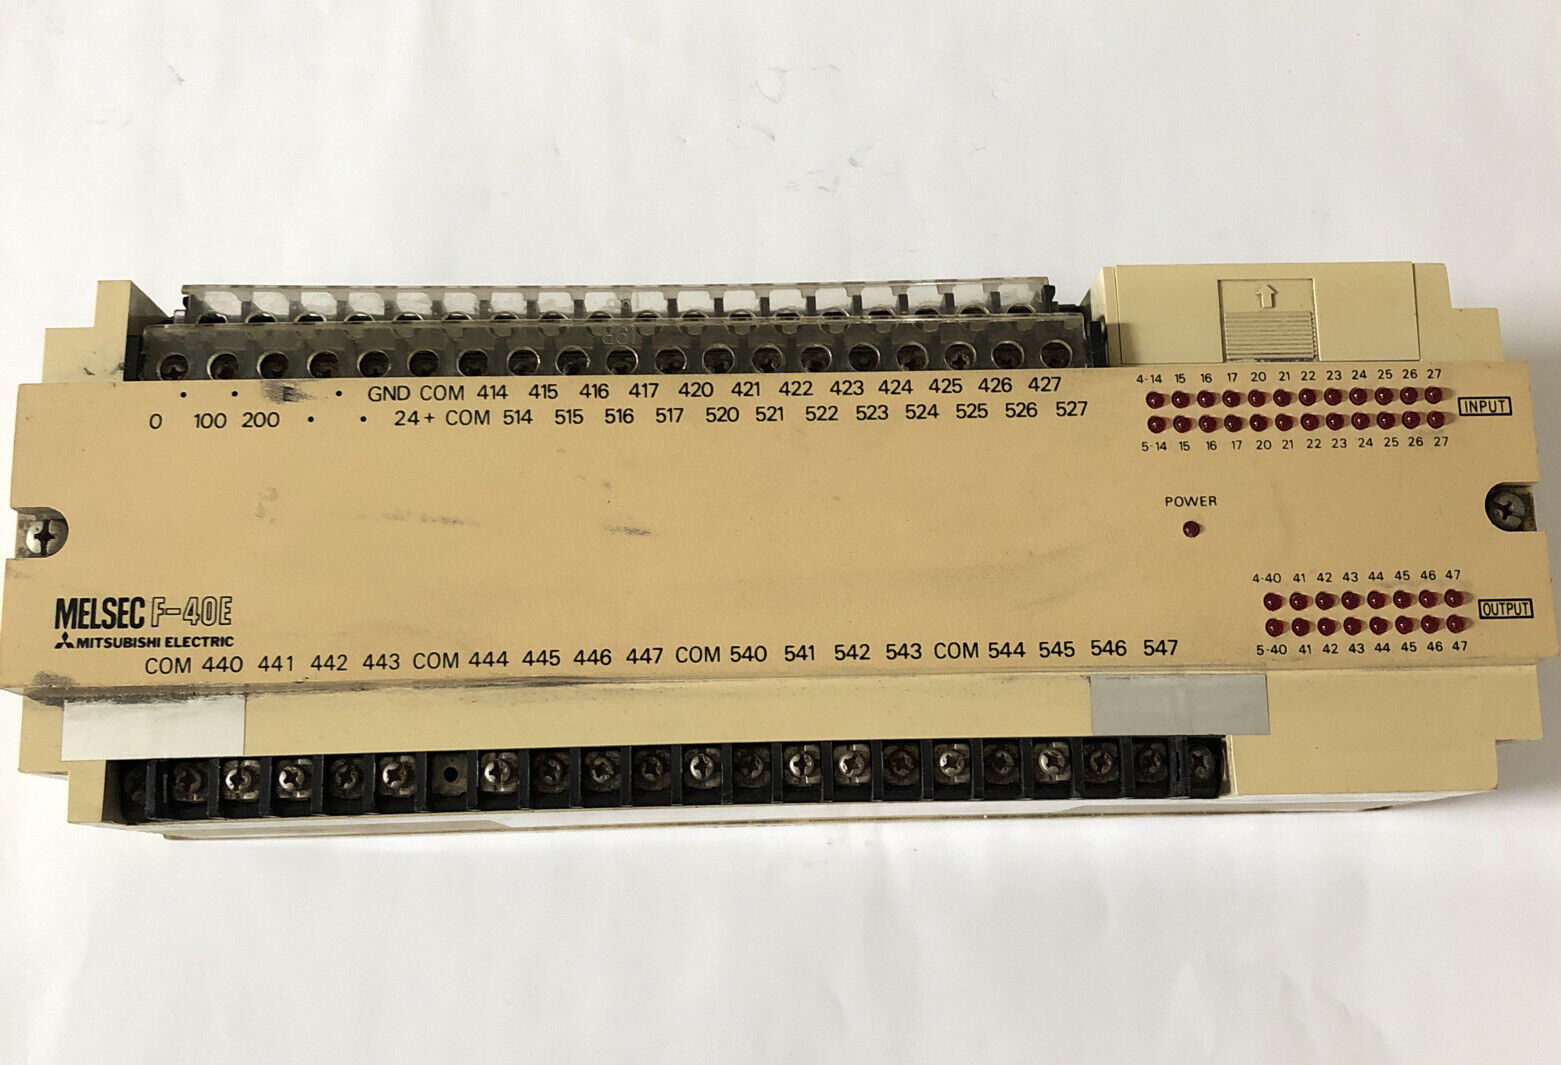 GND COM 414 415 416 417 420 421 422 423 424 425 426 427
0 100 200 24+ COM 514 515 516 517 520 521 522 523 524 525 526 527
4-14 15 16 17 20 21 22 23 24 25 26 27
INPUT
5-14 15 16 17 20 21 22 23 24 25 26 27
POWER
4-40 41 42 43 44 45 46 47
OUTPUT
5-40 41 42 43 44 45 46 47
MELSEC F-40E
MITSUBISHI ELECTRIC
COM 440 441 442 443 COM 444 445 446 447 COM 540 541 542 543 COM 544 545 546 547